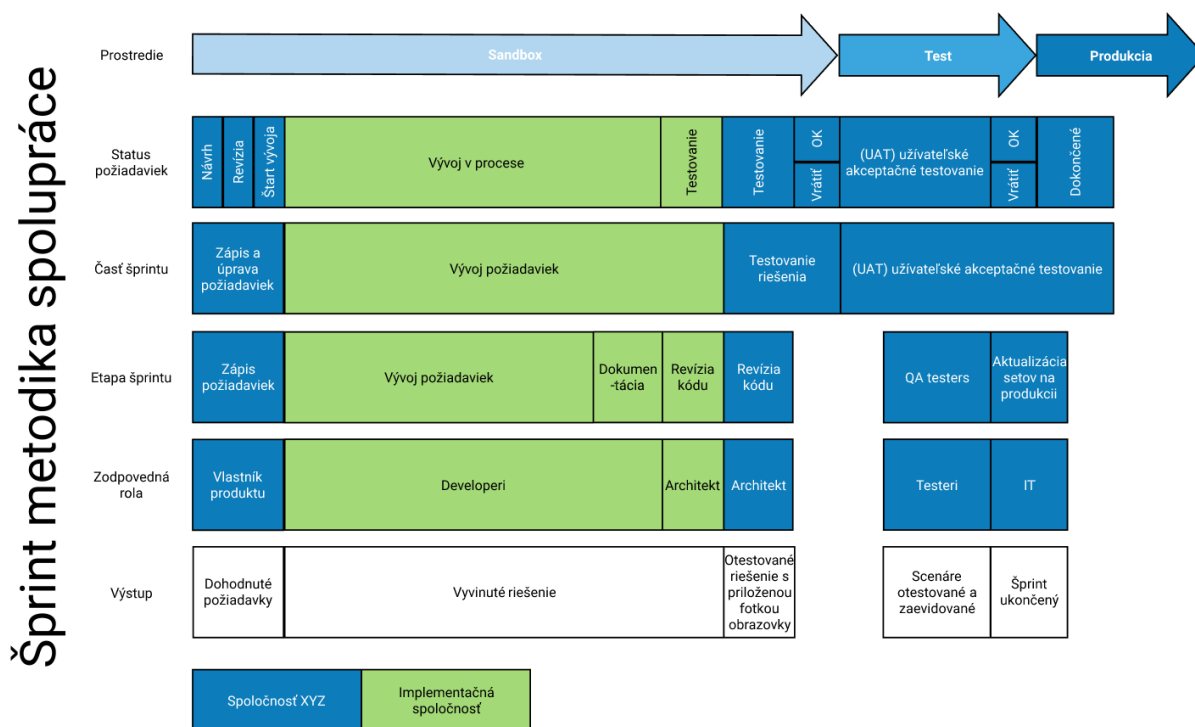 Šprint metodika spolupráce
Prostredie
Sandbox
Test
Produkcia
Status
požiadaviek
Návrh
Revízia
Štart vývoja
Vývoj v procese
Testovanie
Testovanie
OK
Vrátiť
(UAT) užívateľské
akceptačné testovanie
OK
Vrátiť
Dokončené
Časť šprintu
Zápis a
úprava
požiadaviek
Vývoj požiadaviek
Testovanie
riešenia
(UAT) užívateľské akceptačné testovanie
Etapa šprintu
Zápis
požiadaviek
Vývoj požiadaviek
Dokumen
-tácia
Revízia
kódu
Revízia
kódu
QA testers
Aktualizácia
setov na
produkcii
Zodpovedná
rola
Vlastník
produktu
Developeri
Architekt
Architekt
Testeri
IT
Výstup
Dohodnuté
požiadavky
Vyvinuté riešenie
Otestované
riešenie s
priloženou
fotkou
obrazovky
Scenáre
otestované a
zaevidované
Šprint
ukončený
Spoločnosť XYZ
Implementačná
spoločnosť